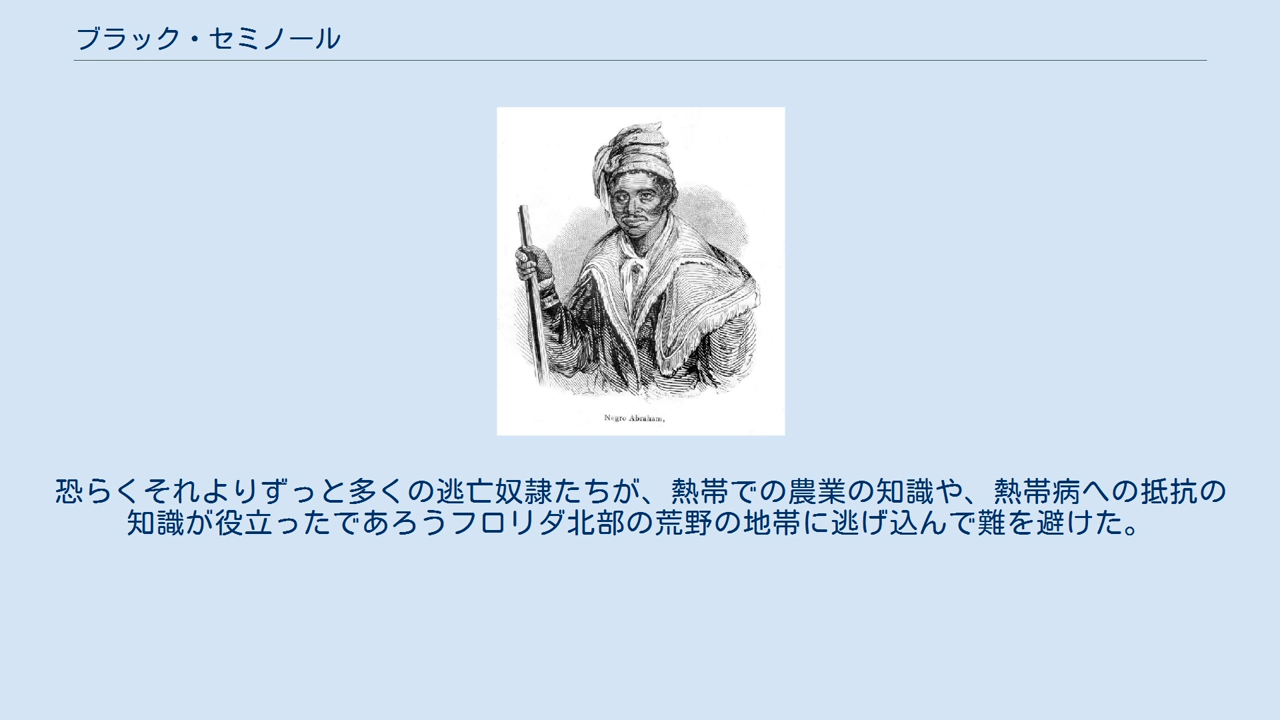 ブラック・セミノール
Negro Abraham,
恐らくそれよりずっと多くの逃亡奴隷たちが、熱帯での農業の知識や、熱帯病への抵抗の
知識が役立ったであろうフロリダ北部の荒野の地帯に逃げ込んで難を避けた。